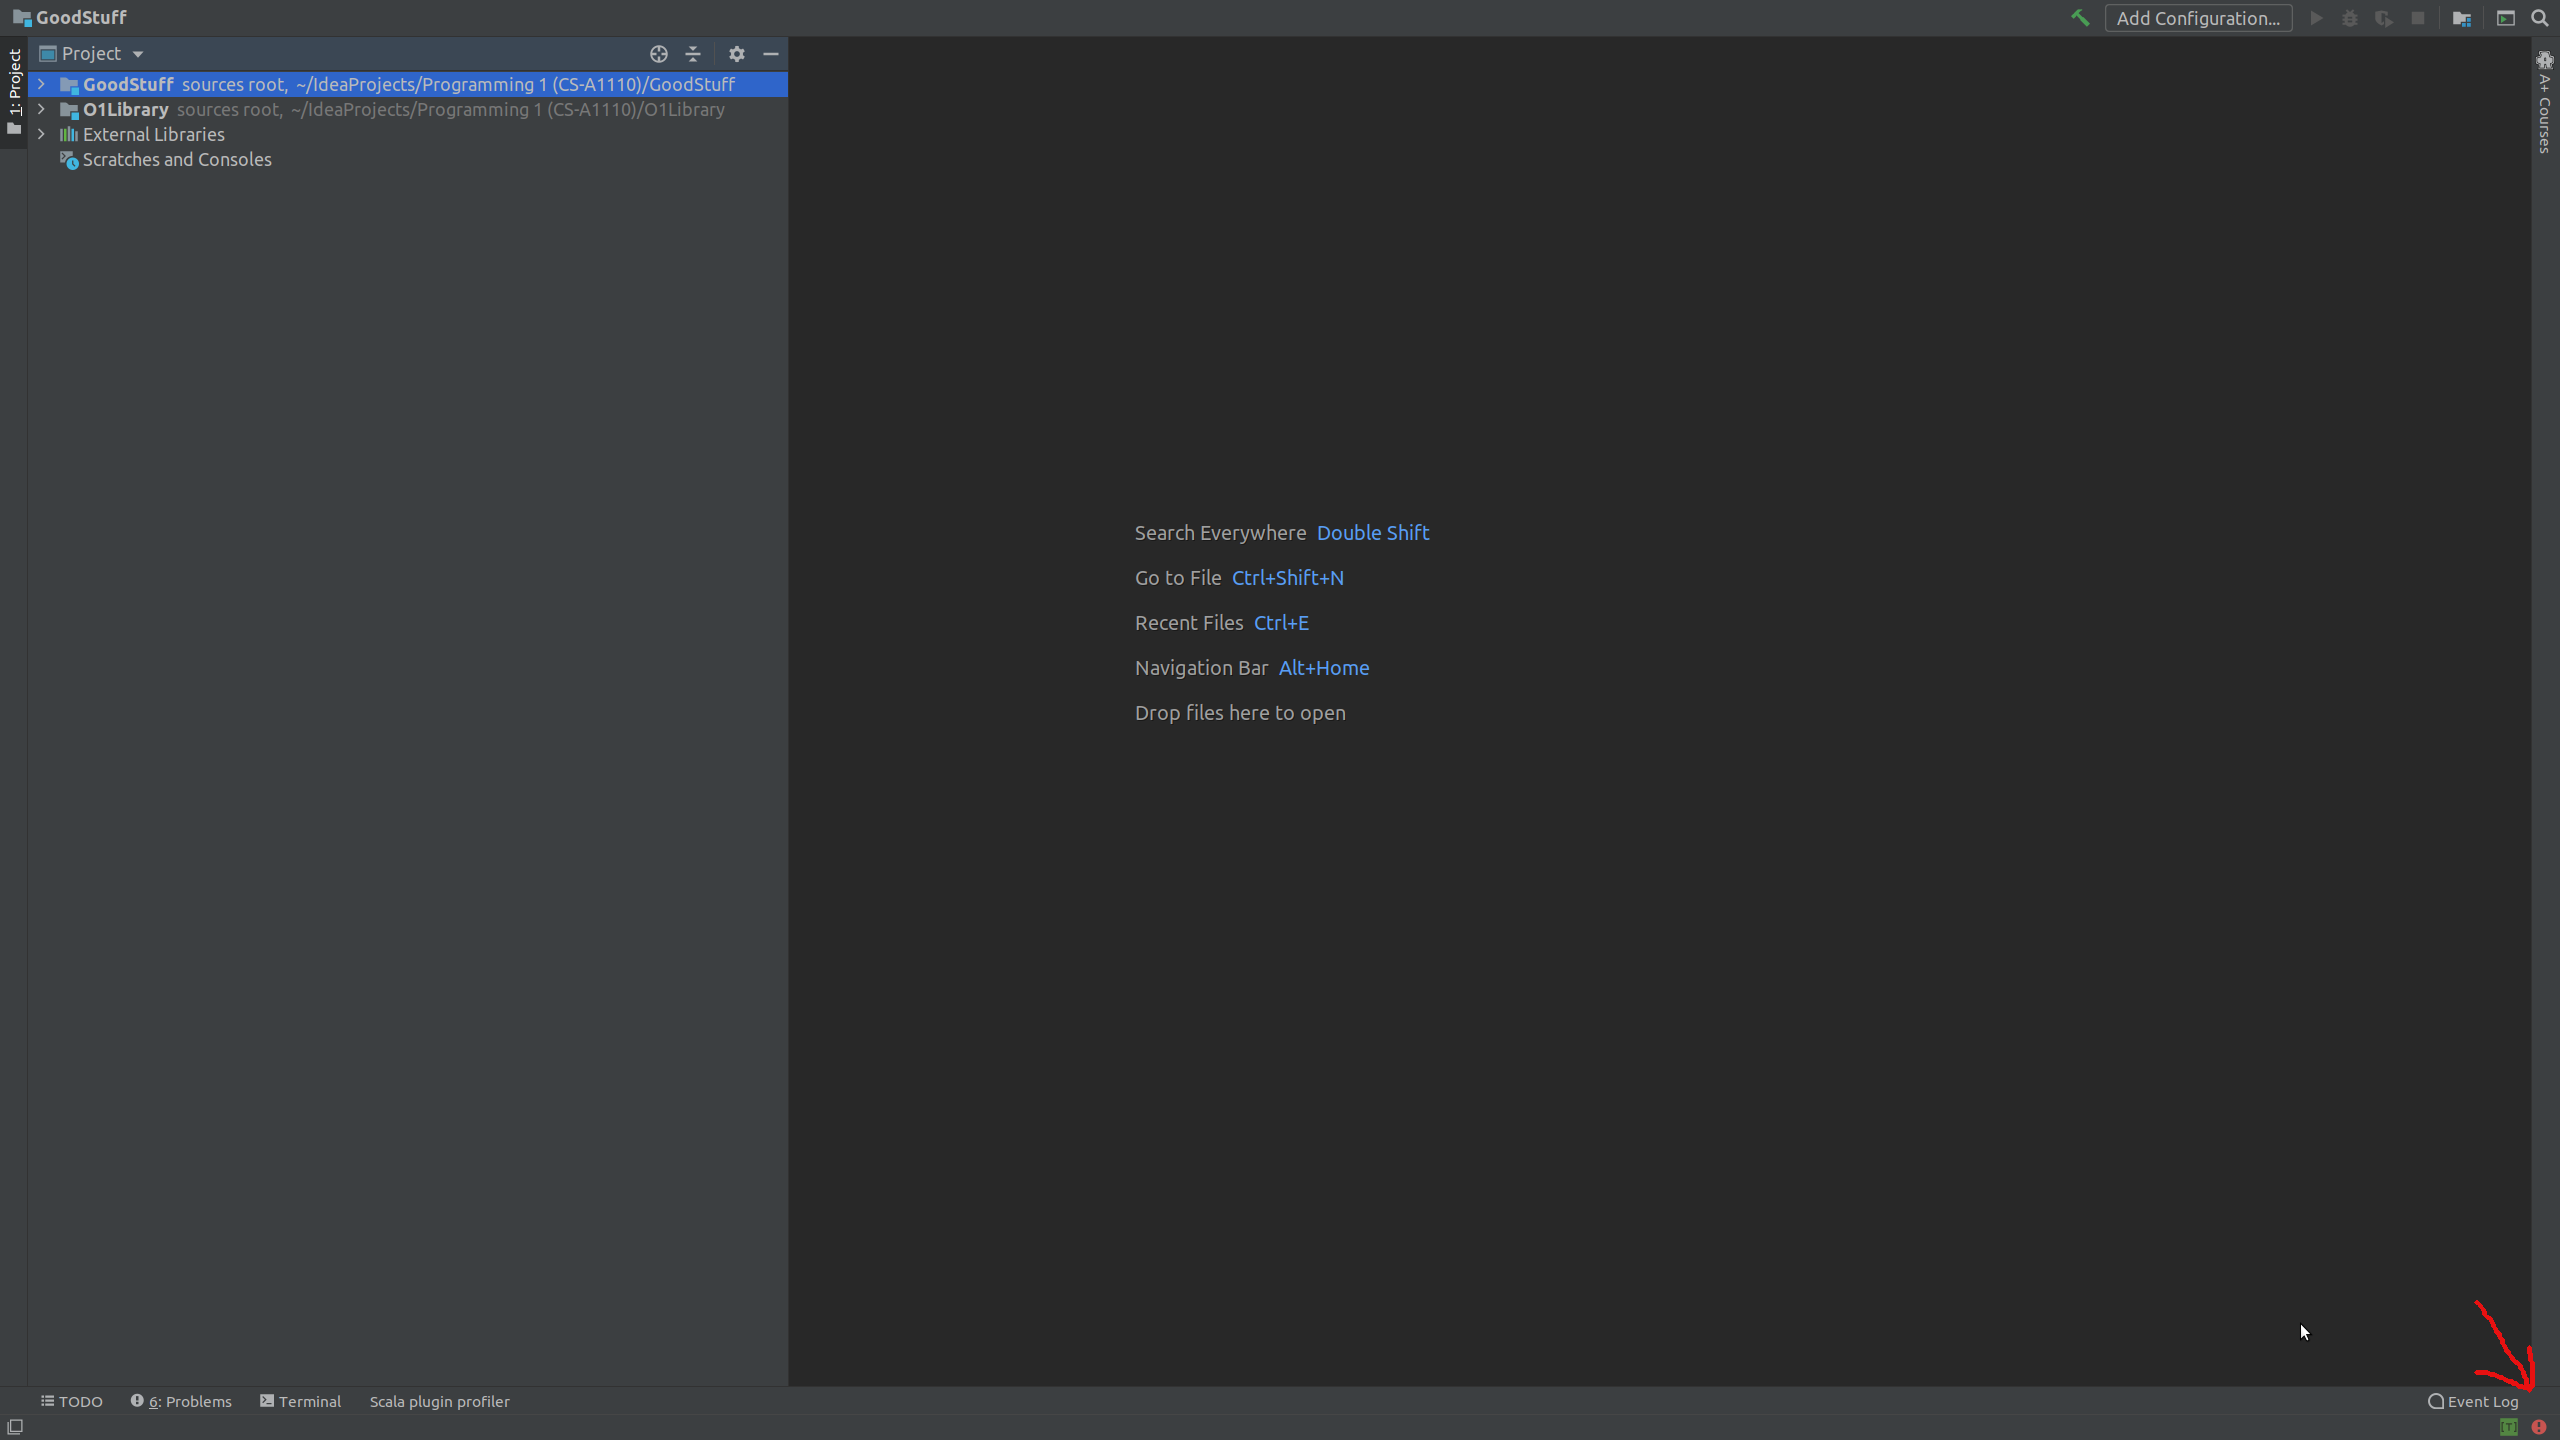 GoodStuff
Add Configuration...
1: Project
Project
GoodStuff sources root, ~/IdeaProjects/Programming 1 (CS-A1110)/GoodStuff
O1Library sources root, ~/IdeaProjects/Programming 1 (CS-A1110)/O1Library
External Libraries
Scratches and Consoles
A+ Courses
Search Everywhere Double Shift
Go to File Ctrl+Shift+N
Recent Files Ctrl+E
Navigation Bar Alt+Home
Drop files here to open
TODO
6: Problems
Terminal
Scala plugin profiler
Event Log
[T]